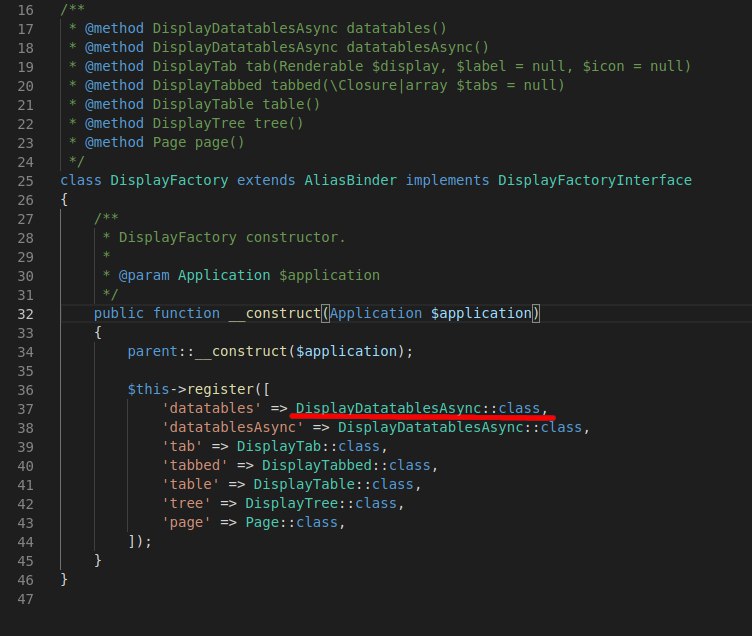 16 /**
17  * @method DisplayDatatablesAsync datatables()
18  * @method DisplayDatatablesAsync datatablesAsync()
19  * @method DisplayTab tab(Renderable $display, $label = null, $icon = null)
20  * @method DisplayTabbed tabbed(\Closure|array $tabs = null)
21  * @method DisplayTable table()
22  * @method DisplayTree tree()
23  * @method Page page()
24  */
25 class DisplayFactory extends AliasBinder implements DisplayFactoryInterface
26 {
27     /**
28      * DisplayFactory constructor.
29      *
30      * @param Application $application
31      */
32     public function __construct(Application $application)
33     {
34         parent::__construct($application);
35
36         $this->register([
37             'datatables' => DisplayDatatablesAsync::class,
38             'datatablesAsync' => DisplayDatatablesAsync::class,
39             'tab' => DisplayTab::class,
40             'tabbed' => DisplayTabbed::class,
41             'table' => DisplayTable::class,
42             'tree' => DisplayTree::class,
43             'page' => Page::class,
44         ]);
45     }
46 }
47